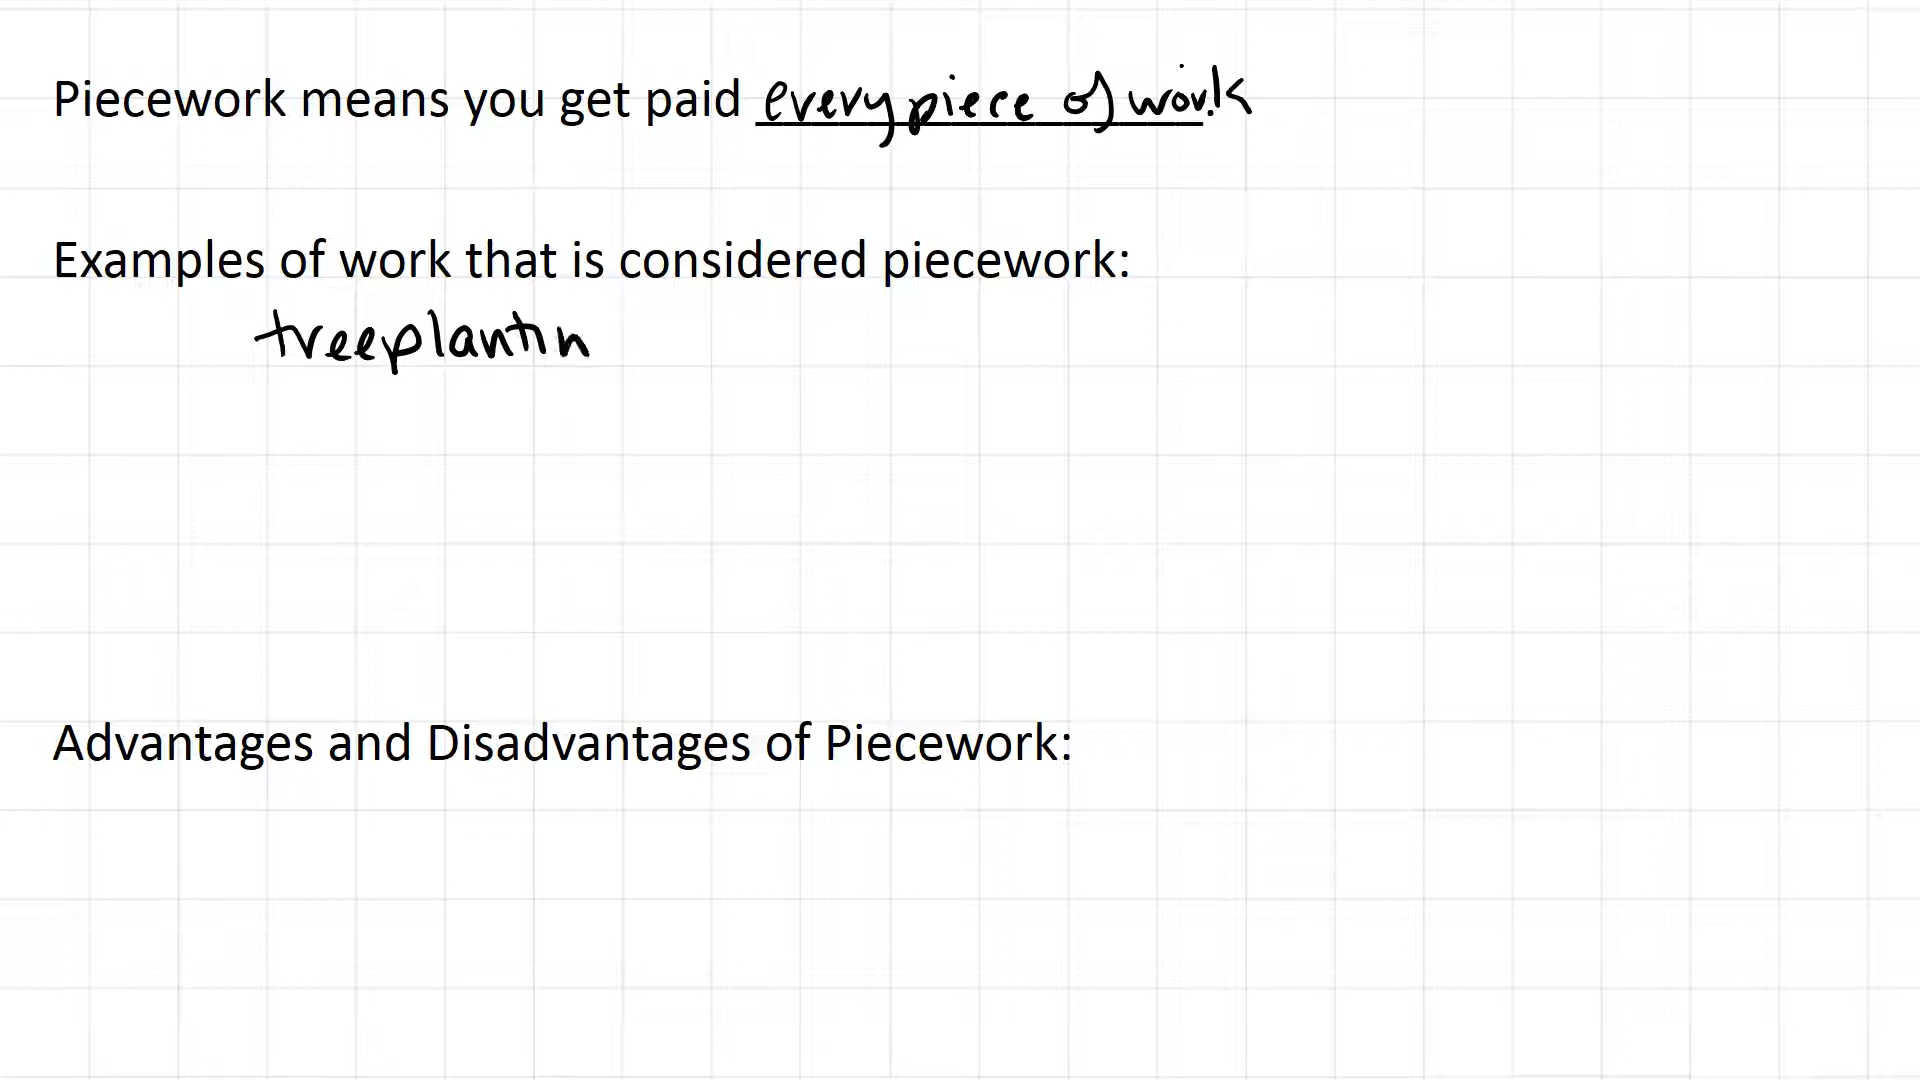 Piecework means you get paid every piece of work.
Examples of work that is considered piecework:
treeplantin
Advantages and Disadvantages of Piecework: